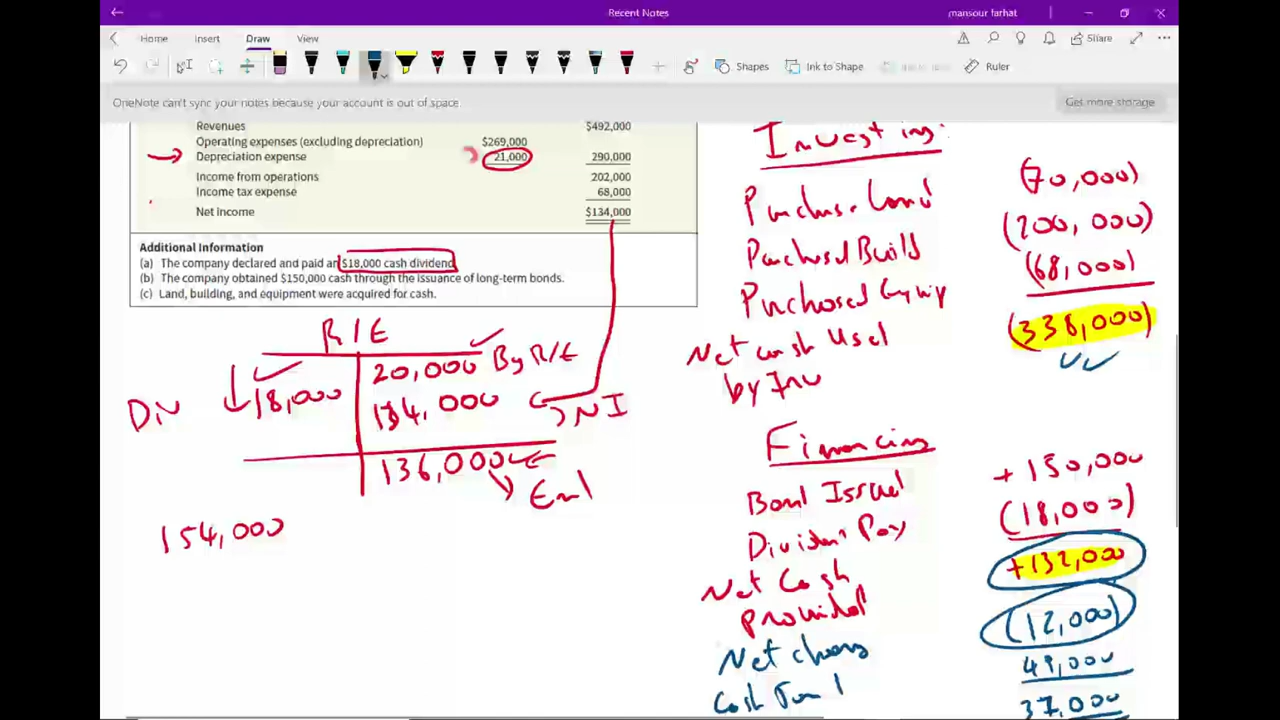 Recent Notes
mansour farhat
Home Insert Draw View
Share
Shapes Ink to Shape Ruler
OneNote can't sync your notes because your account is out of space.
Get more storage
Revenues $492,000
Operating expenses (excluding depreciation) $269,000
Depreciation expense 21,000 290,000
Income from operations 202,000
Income tax expense 68,000
Net income $134,000
Additional Information
(a) The company declared and paid an $18,000 cash dividend.
(b) The company obtained $150,000 cash through the issuance of long-term bonds.
(c) Land, building, and equipment were acquired for cash.
R/E
20,000 By R/E
Div 18,000 134,000 NI
136,000
End
154,000
Investing:
Purchase Land (70,000)
Purchased Build (200,000)
Purchased Equip (68,000)
Net cash Used (338,000)
by Inv
Financing
Bond Issued +150,000
Dividend Pay (18,000)
Net Cash +132,000
Provided
Net chang (12,000)
49,000
Cash Jan 1
37,000